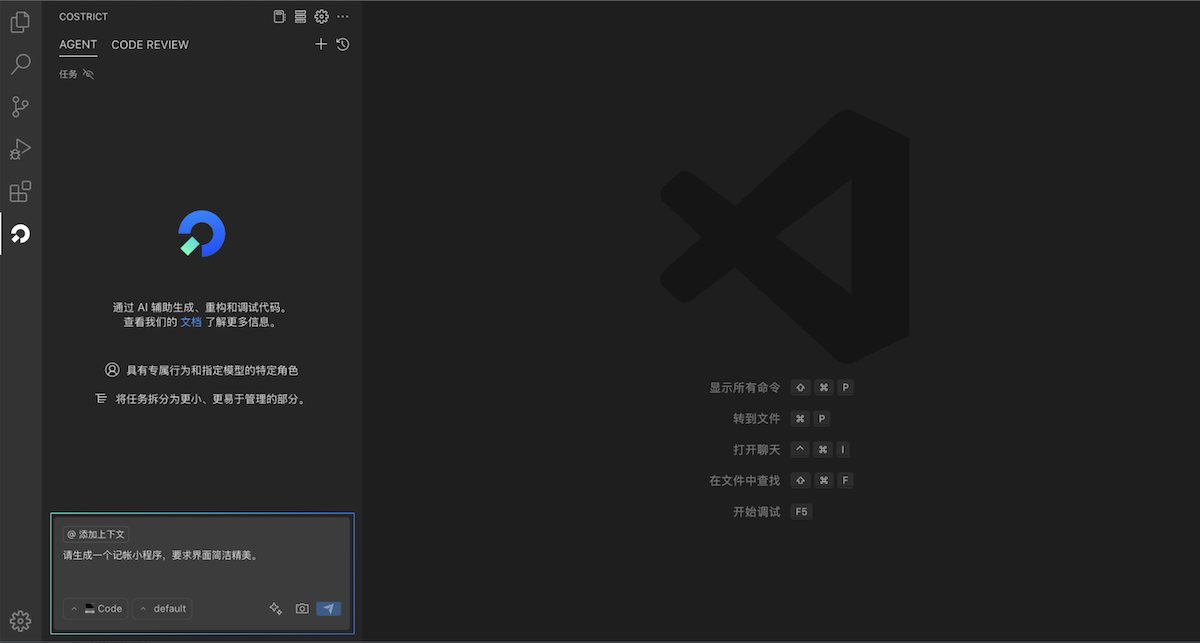 COSTRICT
AGENT CODE REVIEW
任务
通过 AI 辅助生成、重构和调试代码。
查看我们的 文档 了解更多信息。
具有专属行为和指定模型的特定角色
将任务拆分为更小、更易于管理的部分。
@ 添加上下文
请生成一个记帐小程序，要求界面简洁精美。
Code default
显示所有命令 ⇧ ⌘ P
转到文件 ⌘ P
打开聊天 ^ ⌘ I
在文件中查找 ⇧ ⌘ F
开始调试 F5